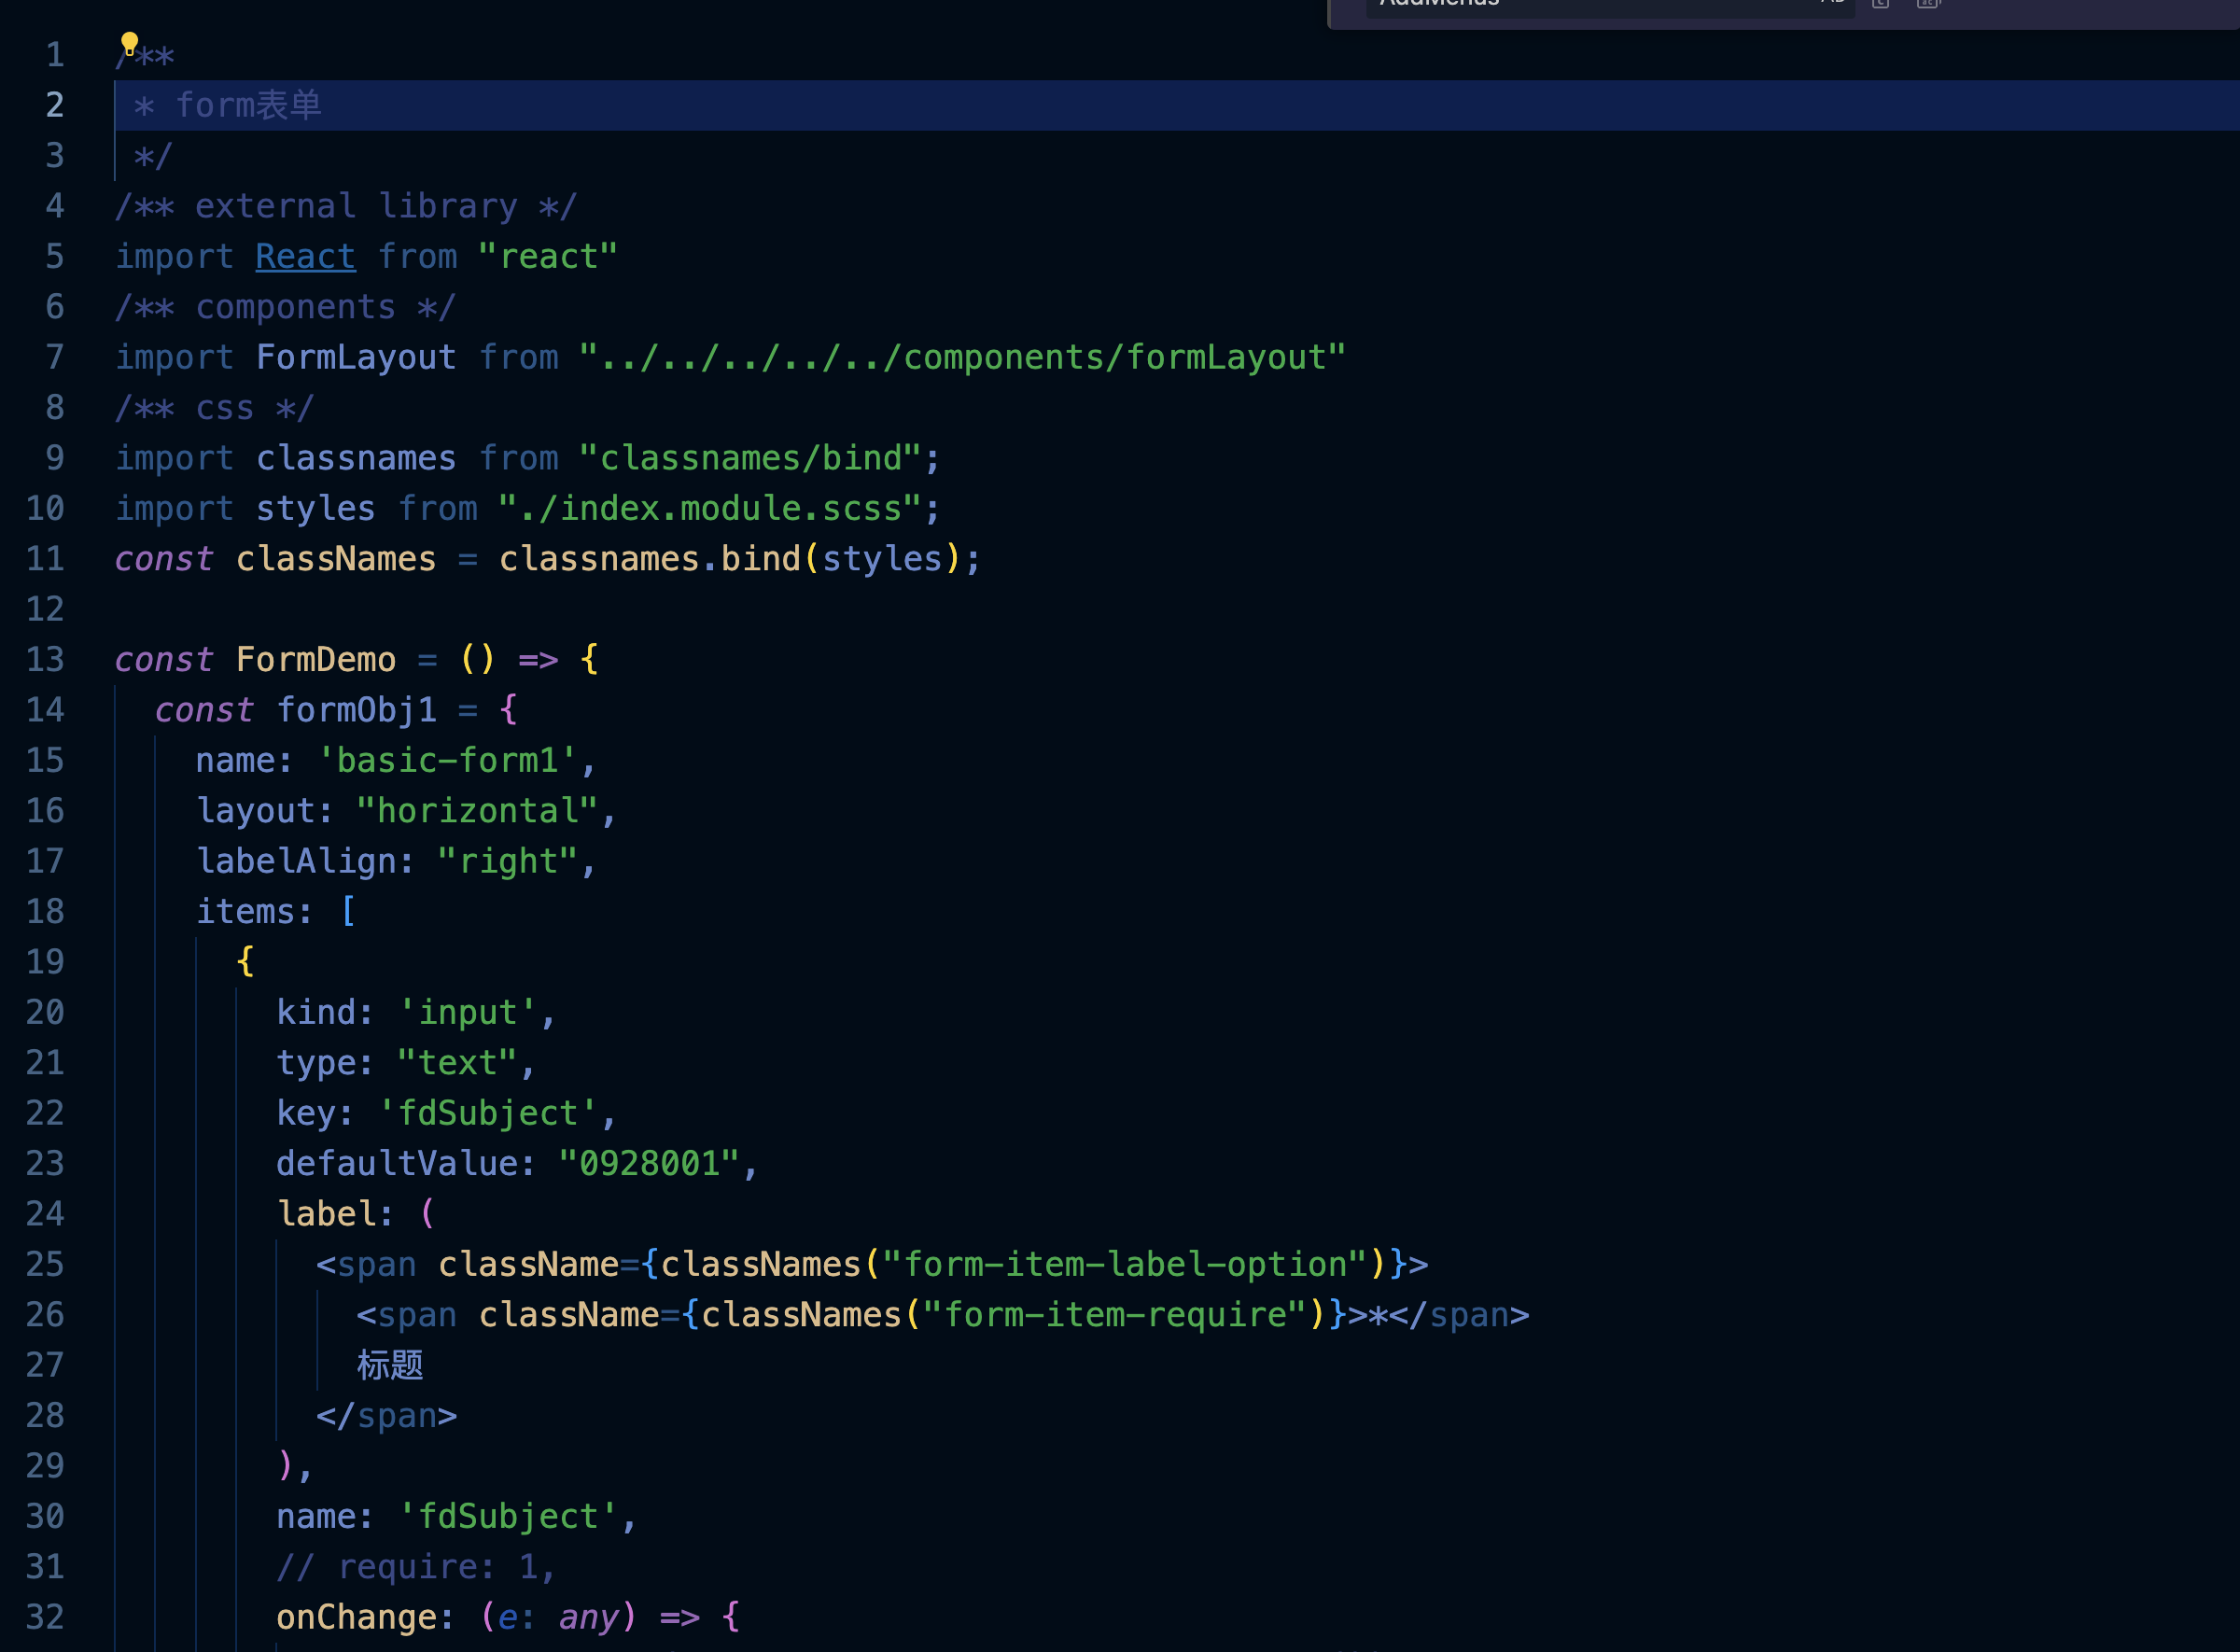 AddMenus
1 /**
2 * form表单
3 */
4 /** external library */
5 import React from "react"
6 /** components */
7 import FormLayout from "../../../../../components/formLayout"
8 /** css */
9 import classnames from "classnames/bind";
10 import styles from "./index.module.scss";
11 const classNames = classnames.bind(styles);
12
13 const FormDemo = () => {
14 const formObj1 = {
15 name: 'basic-form1',
16 layout: "horizontal",
17 labelAlign: "right",
18 items: [
19 {
20 kind: 'input',
21 type: "text",
22 key: 'fdSubject',
23 defaultValue: "0928001",
24 label: (
25 <span className={classNames("form-item-label-option")}>
26 <span className={classNames("form-item-require")}>*</span>
27 标题
28 </span>
29 ),
30 name: 'fdSubject',
31 // require: 1,
32 onChange: (e: any) => {